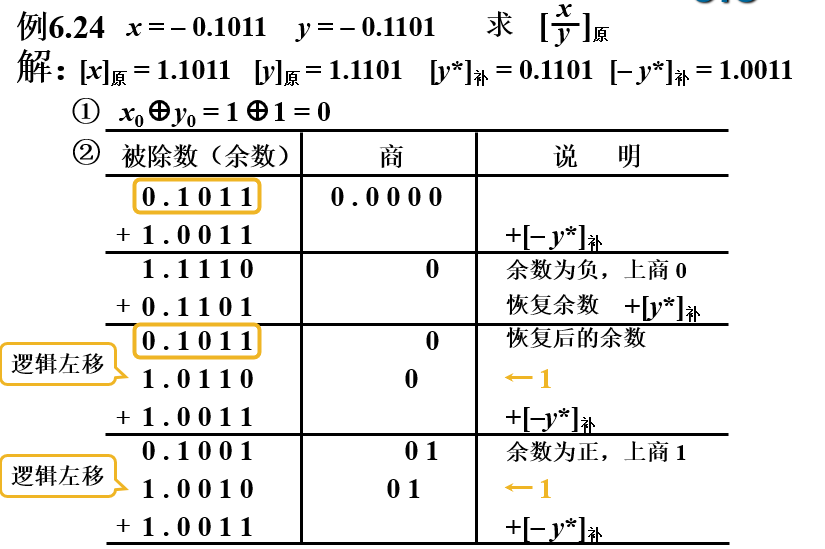 例6.24 x = – 0.1011 y = – 0.1101 求 [x/y]原
解: [x]原 = 1.1011 [y]原 = 1.1101 [y*]补 = 0.1101 [– y*]补 = 1.0011
① x0 ⊕ y0 = 1 ⊕ 1 = 0
② 被除数（余数） 商 说 明
0.1011 0.0000
+ 1.0011 +[– y*]补
1.1110 0 余数为负，上商 0
+ 0.1101 恢复余数 +[y*]补
0.1011 0 恢复后的余数
逻辑左移
1.0110 0 ←1
+ 1.0011 +[–y*]补
0.1001 01 余数为正，上商 1
逻辑左移
1.0010 01 ←1
+ 1.0011 +[– y*]补